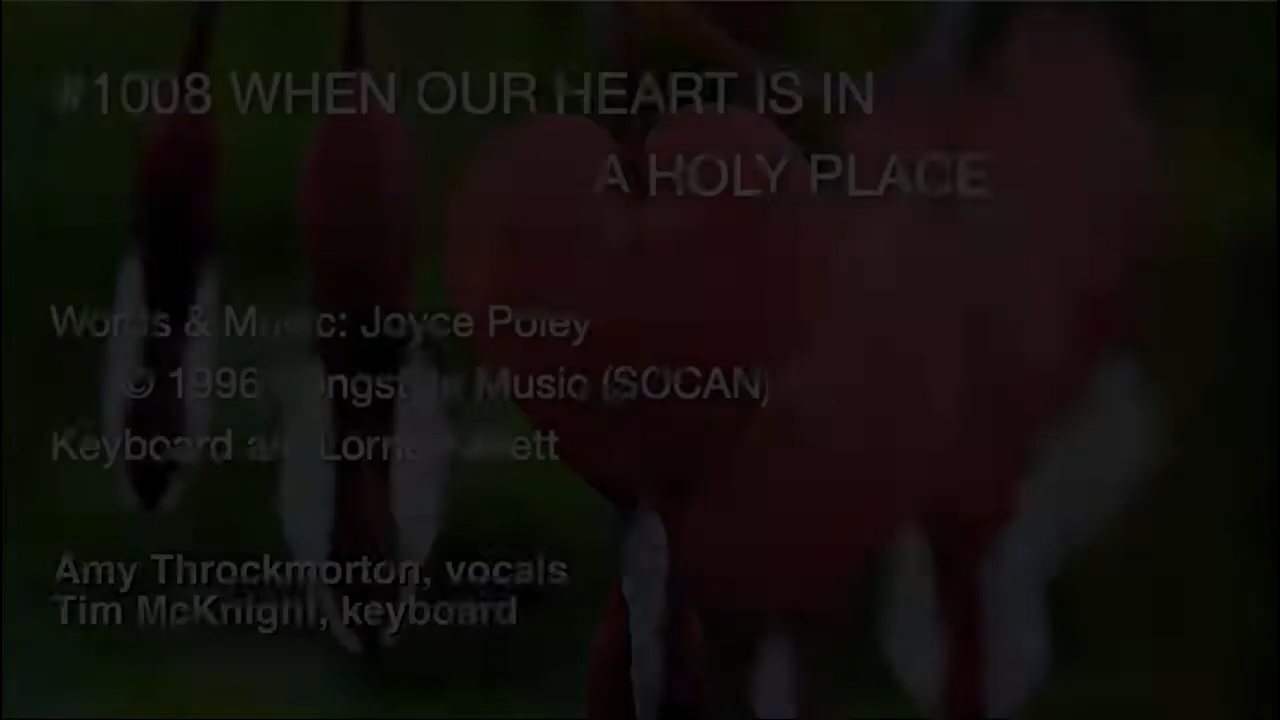 #1008 WHEN OUR HEART IS IN
A HOLY PLACE
Words & Music: Joyce Poley
© 1996 Music (SOCAN)
Keyboard
Amy Throckmorton, vocals
Tim McKnight, keyboard